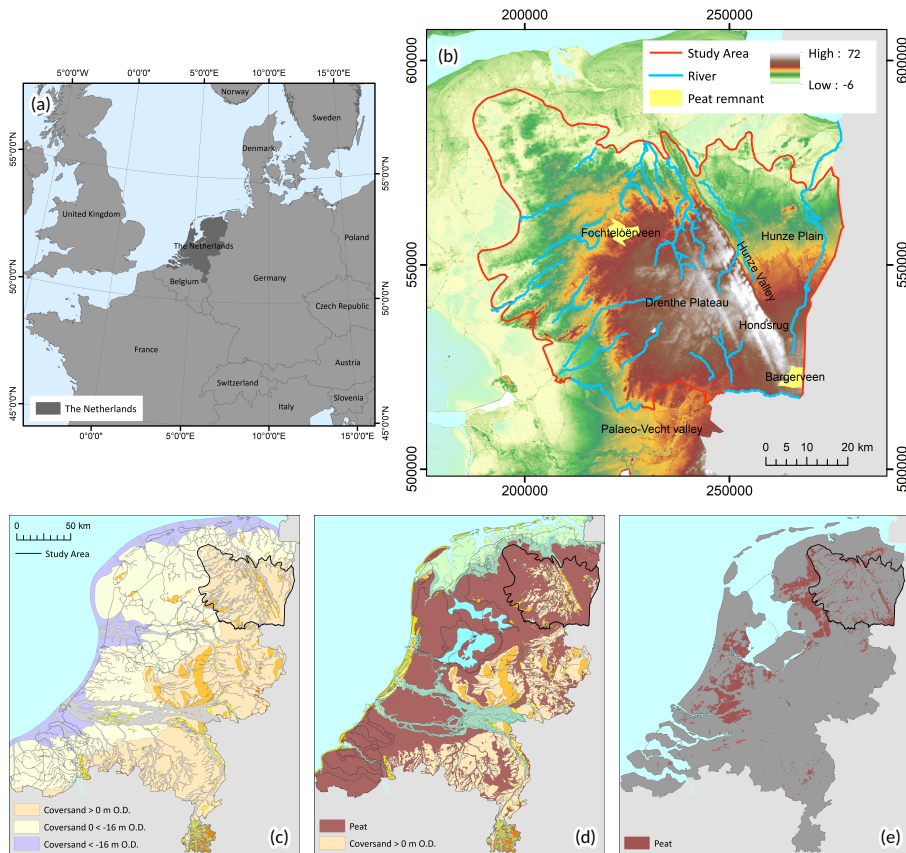 (a)
5°0'0"W
0°0'0"
5°0'0"E
10°0'0"E
15°0'0"E
20°0'0"E
55°0'0"N
50°0'0"N
45°0'0"N
55°0'0"N
50°0'0"N
45°0'0"N
0°0'0"
5°0'0"E
10°0'0"E
15°0'0"E
Norway
Sweden
Denmark
United Kingdom
The Netherlands
Poland
Belgium
Germany
Czech Republic
France
Austria
Switzerland
Slovenia
Italy
The Netherlands
(b)
200000
250000
600000
550000
500000
600000
550000
500000
200000
250000
Study Area
River
Peat remnant
High : 72
Low : -6
Fochteloërveen
Hunze Plain
Hunze Valley
Drenthe Plateau
Hondsrug
Bargerveen
Palaeo-Vecht valley
0 5 10 20 km
0 50 km
Study Area
Coversand > 0 m O.D.
Coversand 0 < -16 m O.D.
Coversand < -16 m O.D.
(c)
Peat
Coversand > 0 m O.D.
(d)
Peat
(e)